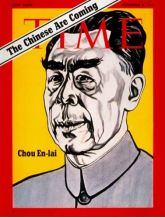 The Chinese Are Coming
TIME
Chou En-lai